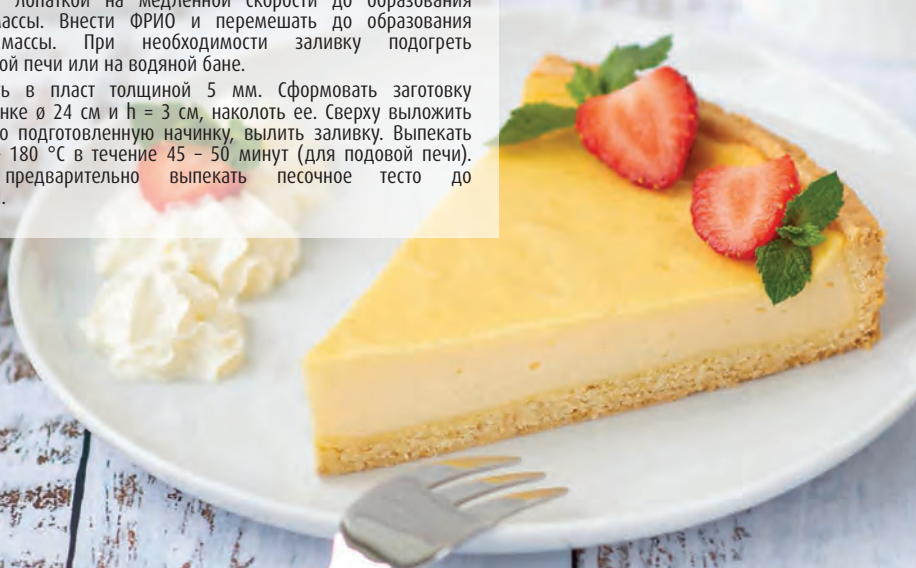 лопаткой на медленной скорости до образования
массы. Внести ФРИО и перемешать до образования
массы. При необходимости заливку подогреть
ой печи или на водяной бане.
ь в пласт толщиной 5 мм. Сформовать заготовку
нке ø 24 см и h = 3 см, наколоть ее. Сверху выложить
о подготовленную начинку, вылить заливку. Выпекать
180 °C в течение 45 – 50 минут (для подовой печи).
предварительно выпекать песочное тесто до